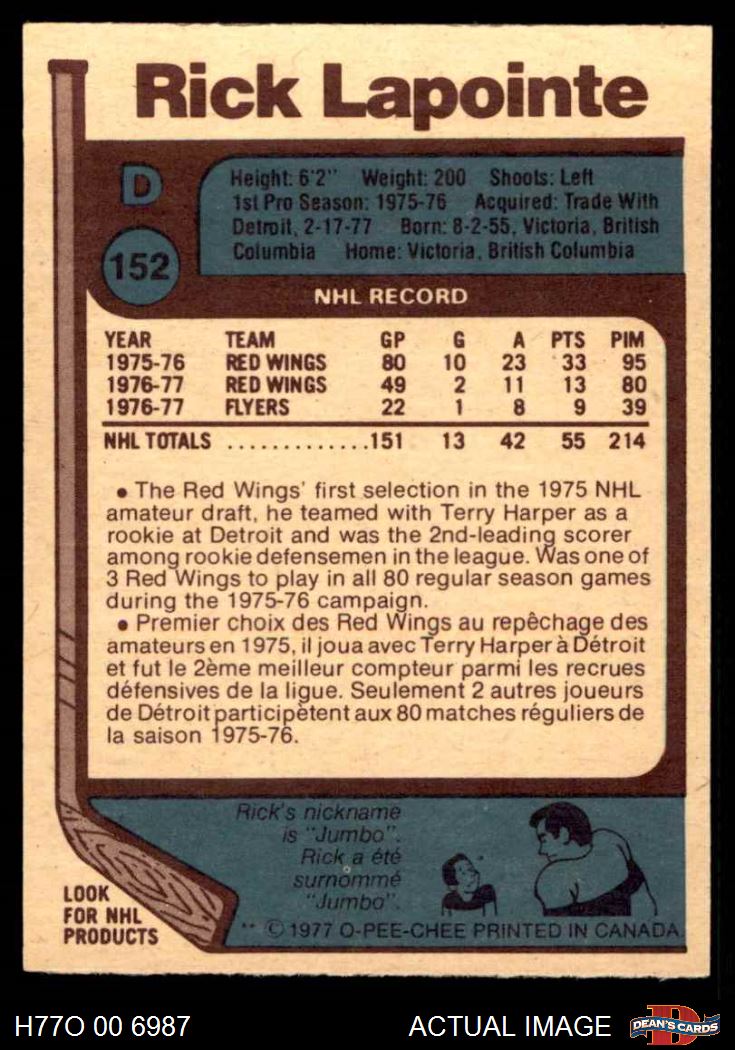 Rick Lapointe
D
152
Height: 6'2" Weight: 200 Shoots: Left
1st Pro Season: 1975-76 Acquired: Trade With
Detroit, 2-17-77 Born: 8-2-55, Victoria, British
Columbia Home: Victoria, British Columbia
NHL RECORD
YEAR TEAM GP G A PTS PIM
1975-76 RED WINGS 80 10 23 33 95
1976-77 RED WINGS 49 2 11 13 80
1976-77 FLYERS 22 1 8 9 39
NHL TOTALS .............151 13 42 55 214
• The Red Wings' first selection in the 1975 NHL
amateur draft, he teamed with Terry Harper as a
rookie at Detroit and was the 2nd-leading scorer
among rookie defensemen in the league. Was one of
3 Red Wings to play in all 80 regular season games
during the 1975-76 campaign.
• Premier choix des Red Wings au repêchage des
amateurs en 1975, il joua avec Terry Harper à Détroit
et fut le 2ème meilleur compteur parmi les recrues
défensives de la ligue. Seulement 2 autres joueurs
de Détroit participètent aux 80 matches réguliers de
la saison 1975-76.
Rick's nickname
is "Jumbo".
Rick a été
surnommé
"Jumbo".
LOOK
FOR NHL
PRODUCTS
** © 1977 O-PEE-CHEE PRINTED IN CANADA.
H77O 00 6987
ACTUAL IMAGE
D
DEAN'S CARDS